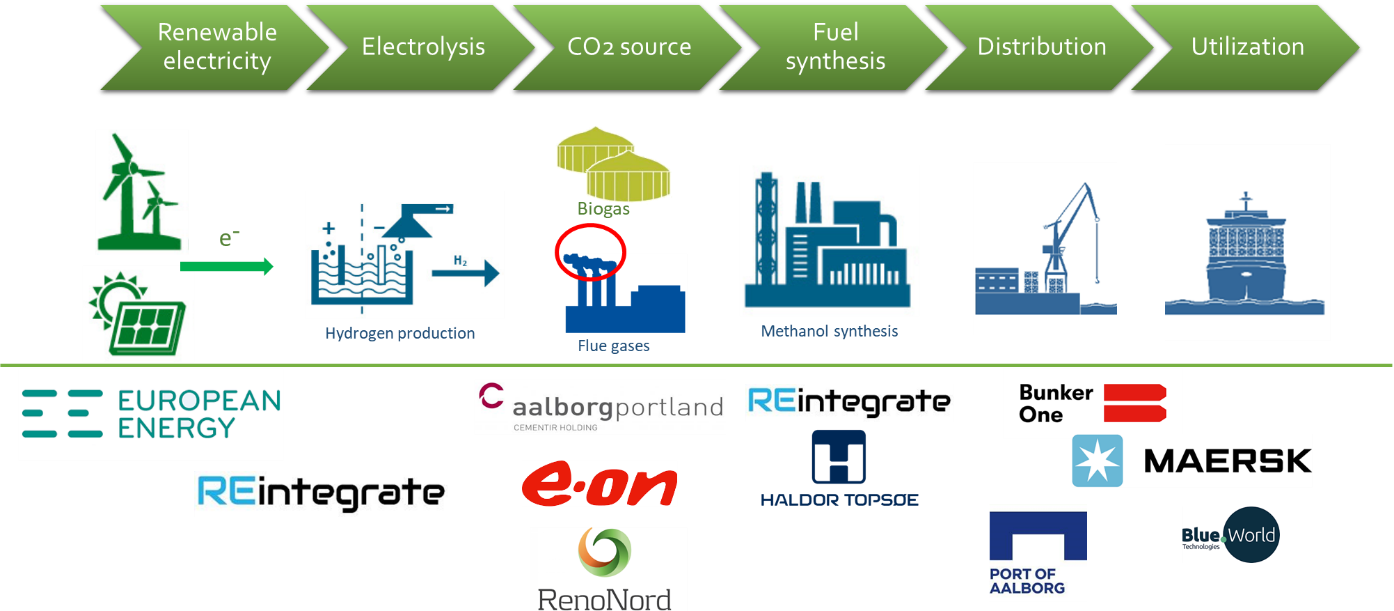 Renewable
electricity
Electrolysis
CO2 source
Fuel
synthesis
Distribution
Utilization
e-
+
−
H₂
Hydrogen production
Biogas
Flue gases
Methanol synthesis
EUROPEAN
ENERGY
REintegrate
aalborgportland
CEMENTIR HOLDING
e·on
RenoNord
REintegrate
HALDOR TOPSØE
Bunker
One
MAERSK
PORT OF
AALBORG
Blue World
Technologies